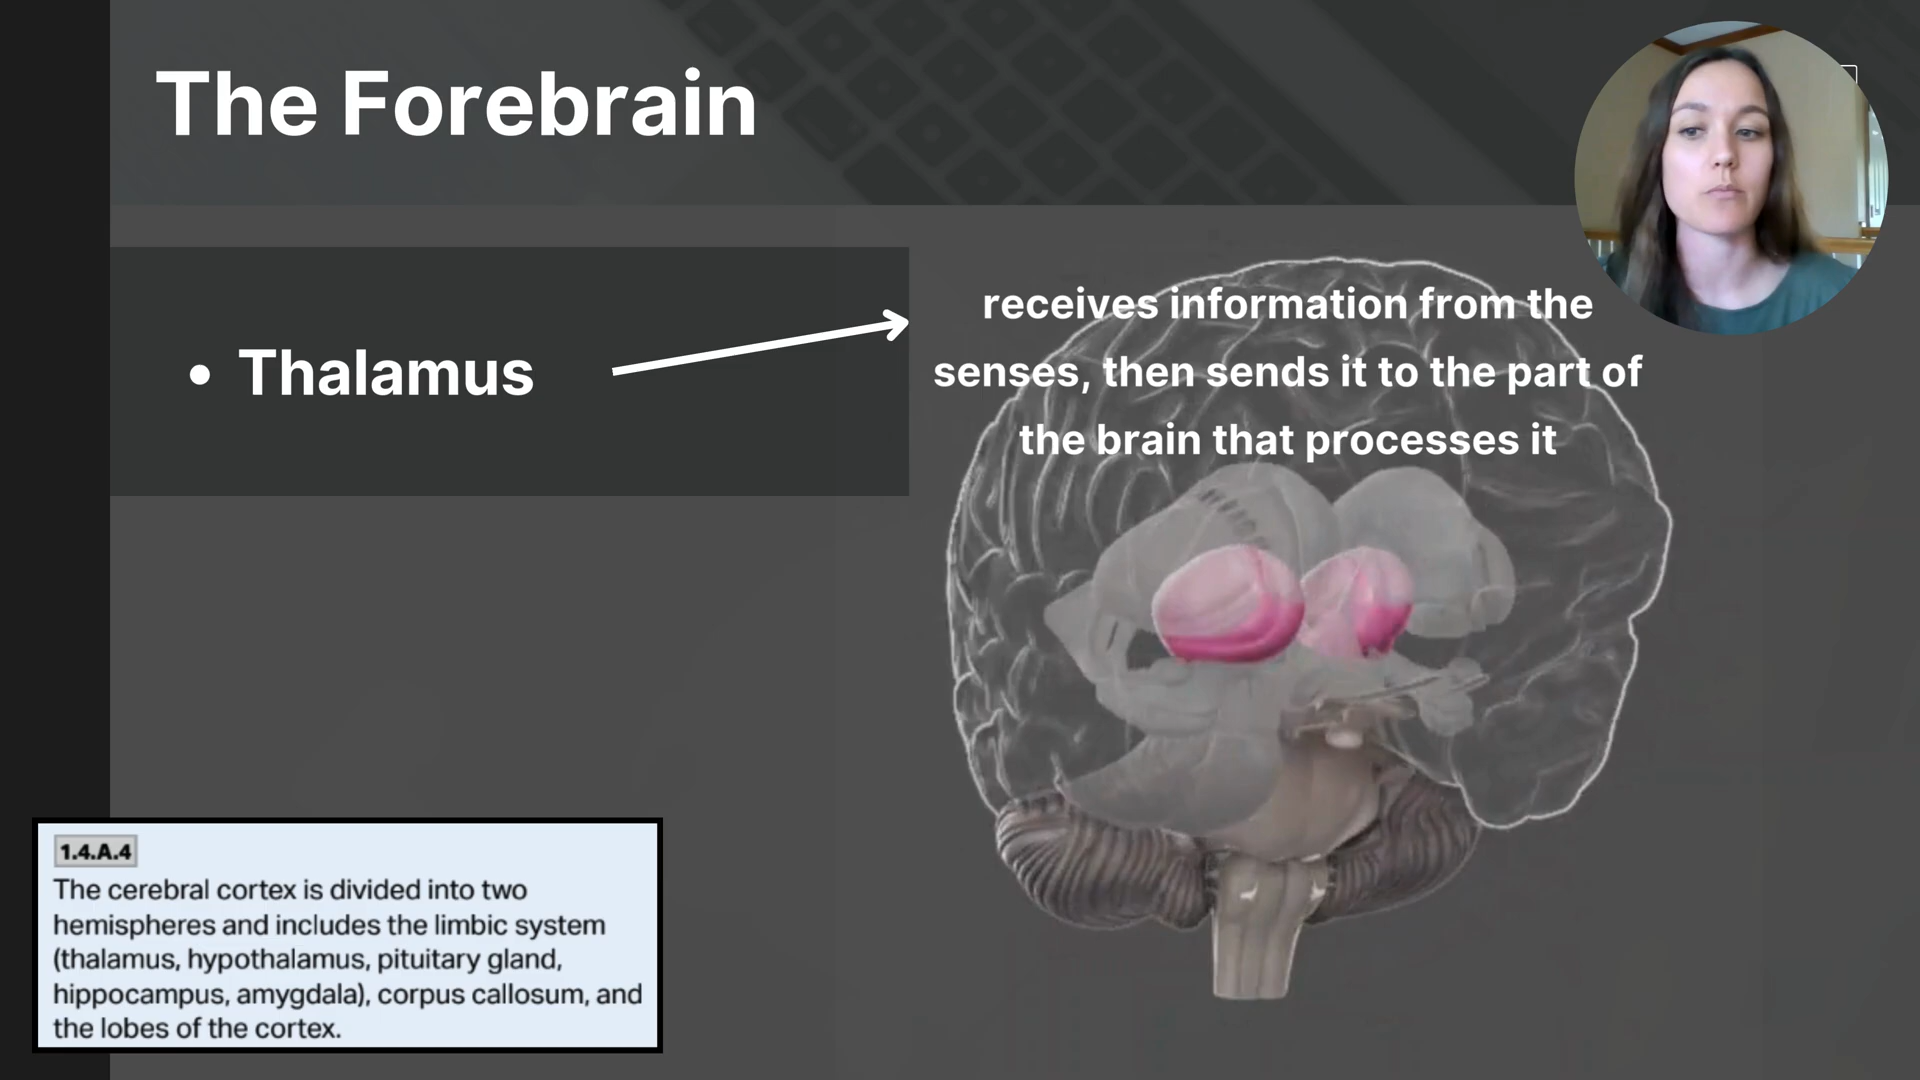 The Forebrain
• Thalamus
receives information from the
senses, then sends it to the part of
the brain that processes it
1.4.A.4
The cerebral cortex is divided into two
hemispheres and includes the limbic system
(thalamus, hypothalamus, pituitary gland,
hippocampus, amygdala), corpus callosum, and
the lobes of the cortex.